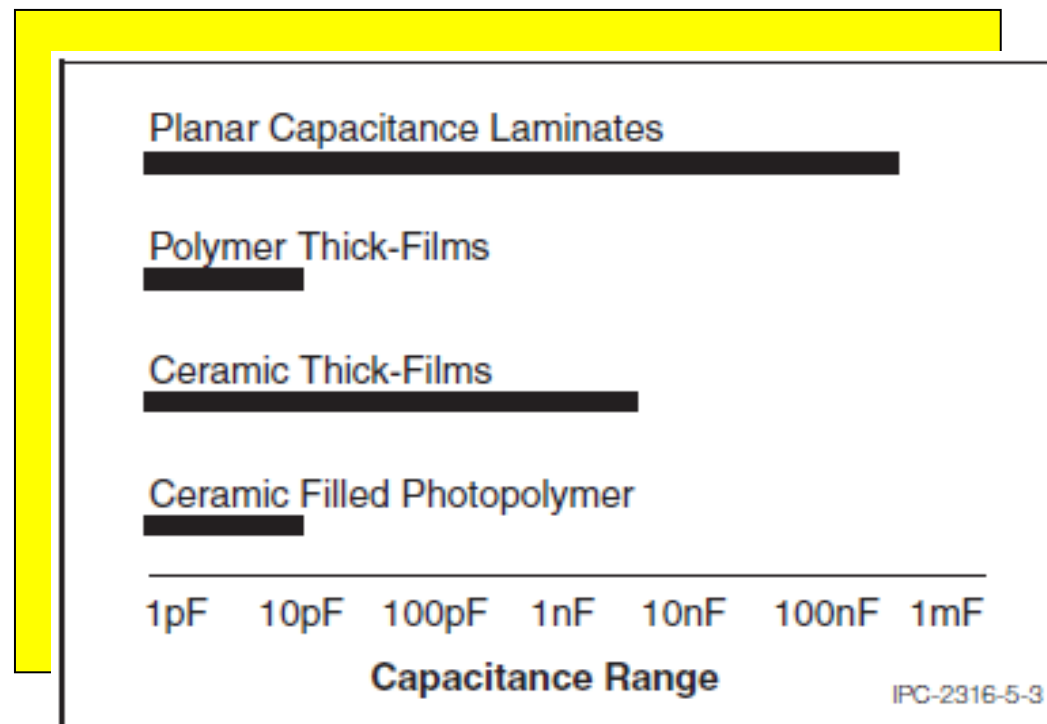 Planar Capacitance Laminates
Polymer Thick-Films
Ceramic Thick-Films
Ceramic Filled Photopolymer
1pF 10pF 100pF 1nF 10nF 100nF 1mF
Capacitance Range
IPC-2316-5-3